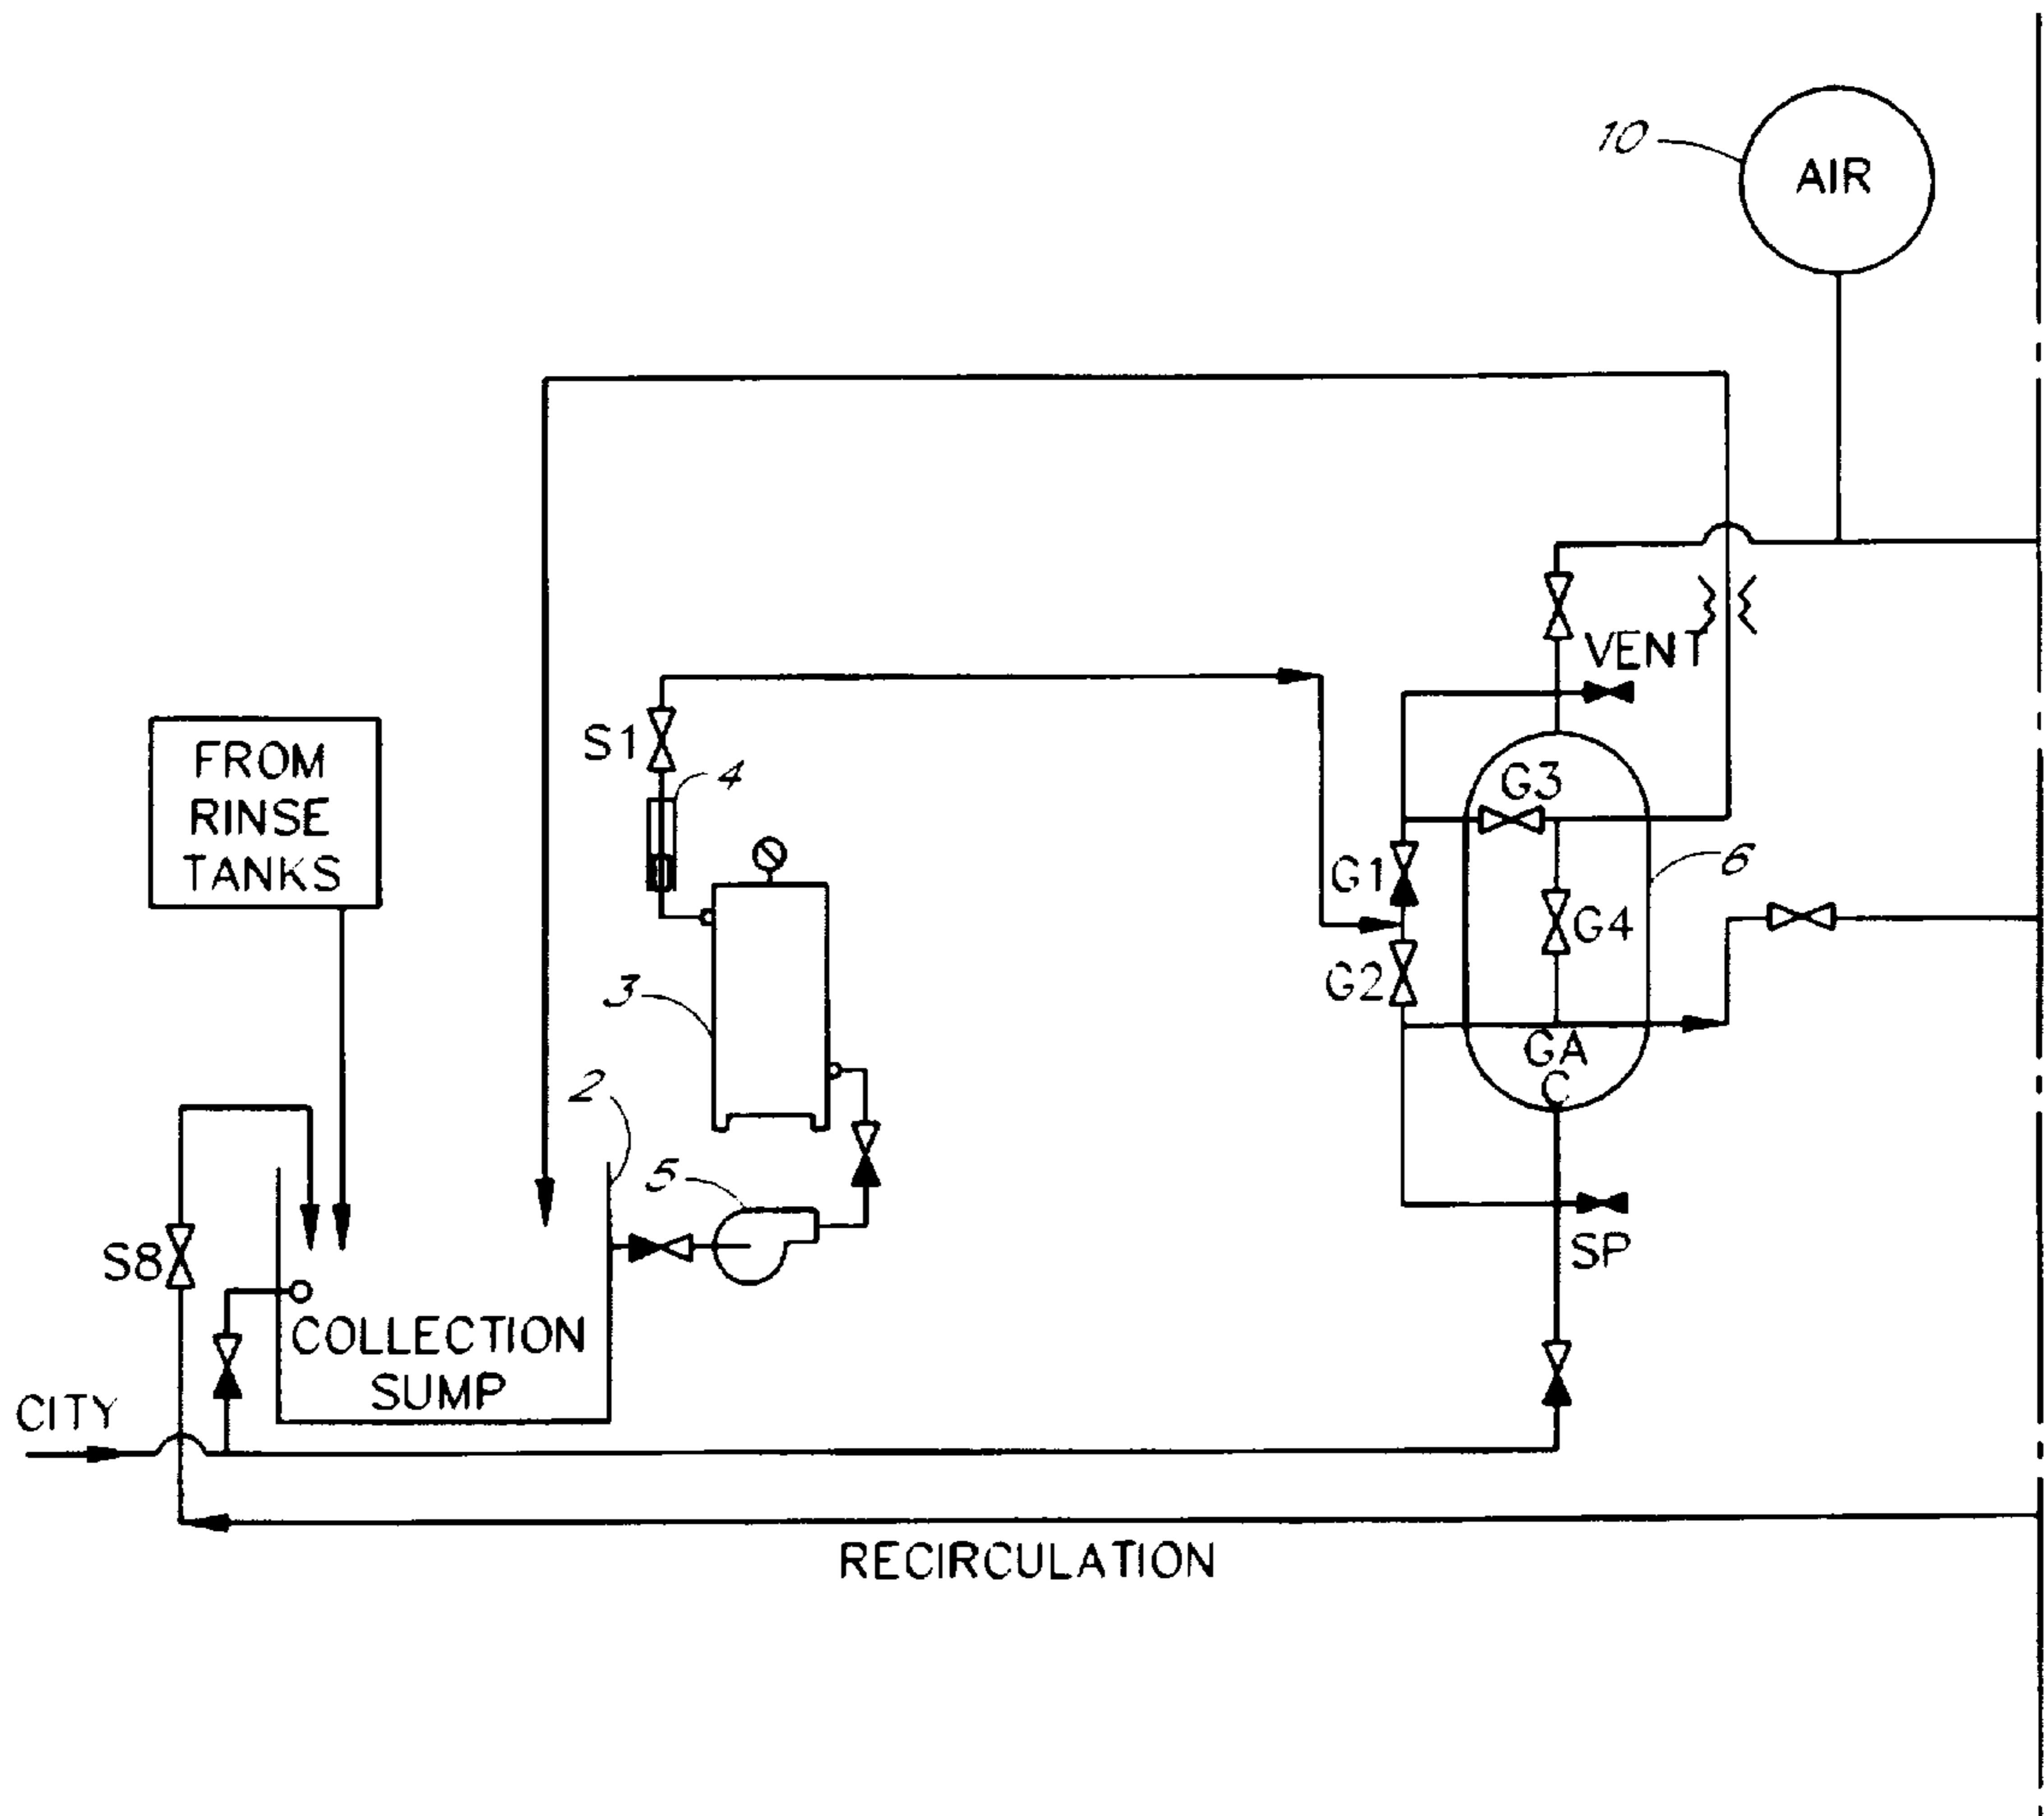 10
AIR
VENT
S1
4
FROM
RINSE
TANKS
G3
G1
6
G4
G2
3
GA
C
2
5
S8
SP
COLLECTION
SUMP
CITY
RECIRCULATION